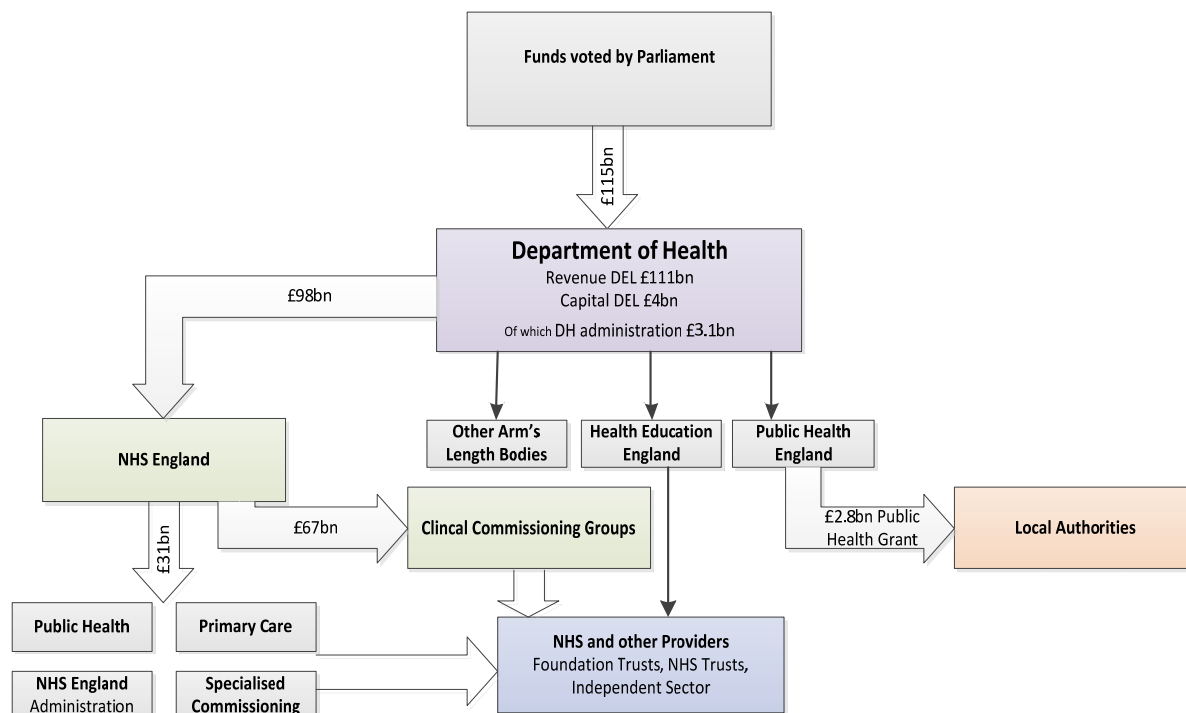 Funds voted by Parliament
£115bn
Department of Health
Revenue DEL £111bn
Capital DEL £4bn
Of which DH administration £3.1bn
£98bn
Other Arm's
Length Bodies
Health Education
England
Public Health
England
NHS England
£67bn
Clincal Commissioning Groups
£2.8bn Public
Health Grant
Local Authorities
£31bn
Public Health
Primary Care
NHS and other Providers
Foundation Trusts, NHS Trusts,
Independent Sector
NHS England
Administration
Specialised
Commissioning